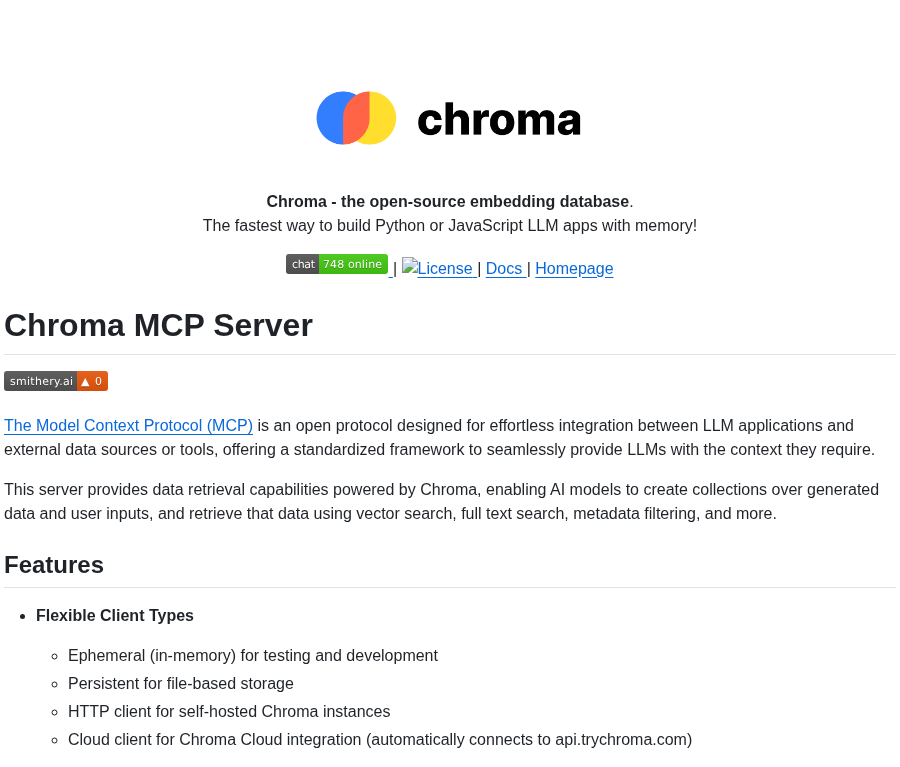 chroma
Chroma - the open-source embedding database.
The fastest way to build Python or JavaScript LLM apps with memory!
chat 748 online | License | Docs | Homepage
Chroma MCP Server
smithery.ai ▲ 0
The Model Context Protocol (MCP) is an open protocol designed for effortless integration between LLM applications and
external data sources or tools, offering a standardized framework to seamlessly provide LLMs with the context they require.
This server provides data retrieval capabilities powered by Chroma, enabling AI models to create collections over generated
data and user inputs, and retrieve that data using vector search, full text search, metadata filtering, and more.
Features
• Flexible Client Types
◦ Ephemeral (in-memory) for testing and development
◦ Persistent for file-based storage
◦ HTTP client for self-hosted Chroma instances
◦ Cloud client for Chroma Cloud integration (automatically connects to api.trychroma.com)